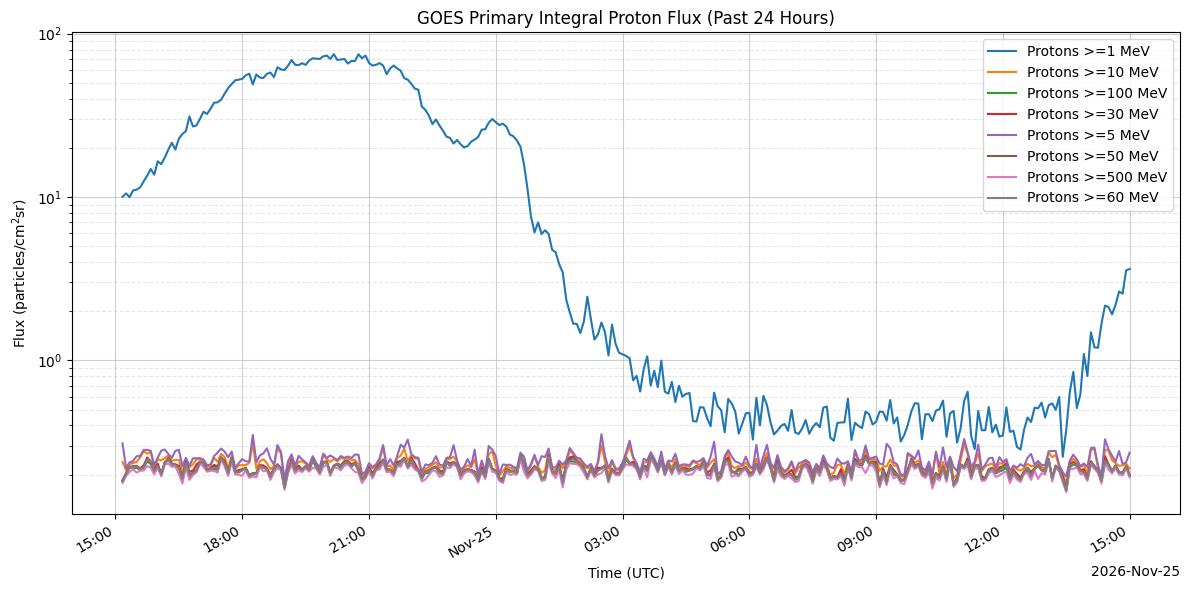 GOES Primary Integral Proton Flux (Past 24 Hours)
Flux (particles/cm²sr)
10²
10¹
10⁰
Protons >=1 MeV
Protons >=10 MeV
Protons >=100 MeV
Protons >=30 MeV
Protons >=5 MeV
Protons >=50 MeV
Protons >=500 MeV
Protons >=60 MeV
15:00
18:00
21:00
Nov-25
03:00
06:00
09:00
12:00
15:00
Time (UTC)
2026-Nov-25